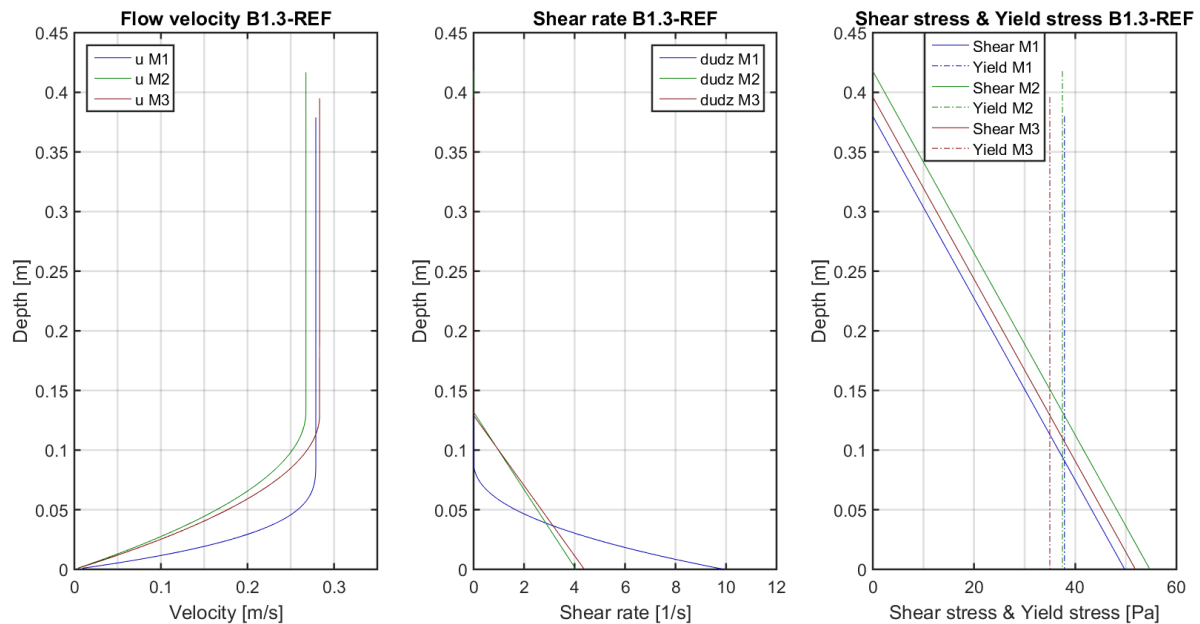 Flow velocity B1.3-REF
0.45
0.4
0.35
0.3
0.25
0.2
0.15
0.1
0.05
0
Depth [m]
u M1
u M2
u M3
0 0.1 0.2 0.3
Velocity [m/s]
Shear rate B1.3-REF
0.45
0.4
0.35
0.3
0.25
0.2
0.15
0.1
0.05
0
Depth [m]
dudz M1
dudz M2
dudz M3
0 2 4 6 8 10 12
Shear rate [1/s]
Shear stress & Yield stress B1.3-REF
0.45
0.4
0.35
0.3
0.25
0.2
0.15
0.1
0.05
0
Depth [m]
Shear M1
Yield M1
Shear M2
Yield M2
Shear M3
Yield M3
0 20 40 60
Shear stress & Yield stress [Pa]